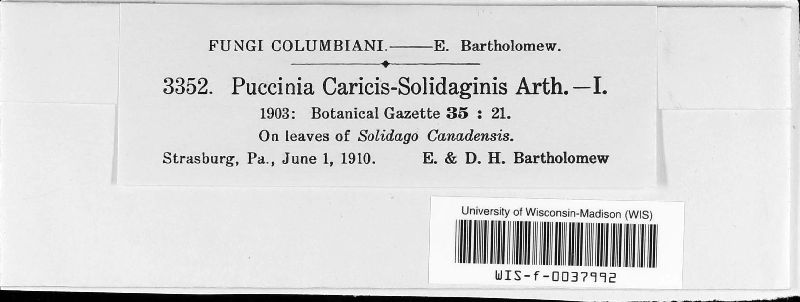 FUNGI COLUMBIANI.——E. Bartholomew.
3352. Puccinia Caricis-Solidaginis Arth.—I.
1903: Botanical Gazette 35 : 21.
On leaves of Solidago Canadensis.
Strasburg, Pa., June 1, 1910. E. & D. H. Bartholomew
University of Wisconsin-Madison (WIS)
WIS-f-0037992